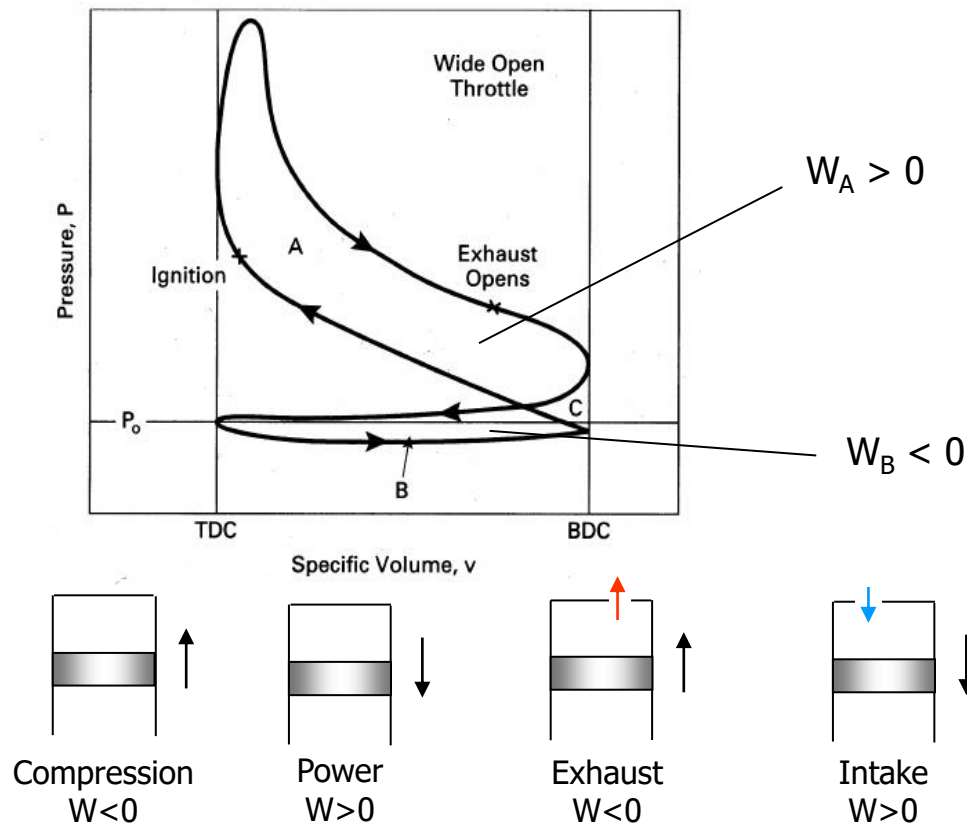 Wide Open
Throttle
W_A > 0
Pressure, P
A
Exhaust
Opens
Ignition
C
P_o
W_B < 0
B
TDC
BDC
Specific Volume, v
Compression
W<0
Power
W>0
Exhaust
W<0
Intake
W>0